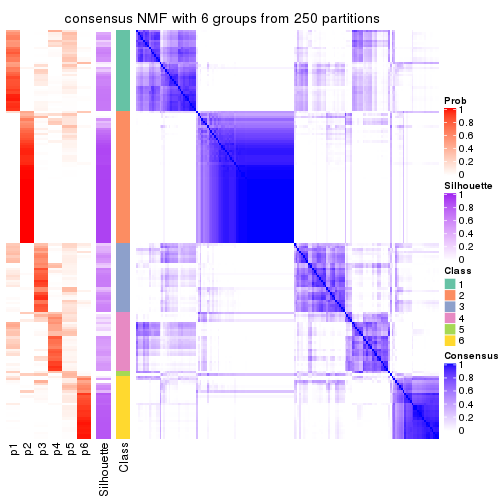 consensus NMF with 6 groups from 250 partitions
Prob
1
0.8
0.6
0.4
0.2
0
Silhouette
1
0.8
0.6
0.4
0.2
0
Class
1
2
3
4
5
6
Consensus
1
0.8
0.6
0.4
0.2
0
p1
p2
p3
p4
p5
p6
Silhouette
Class